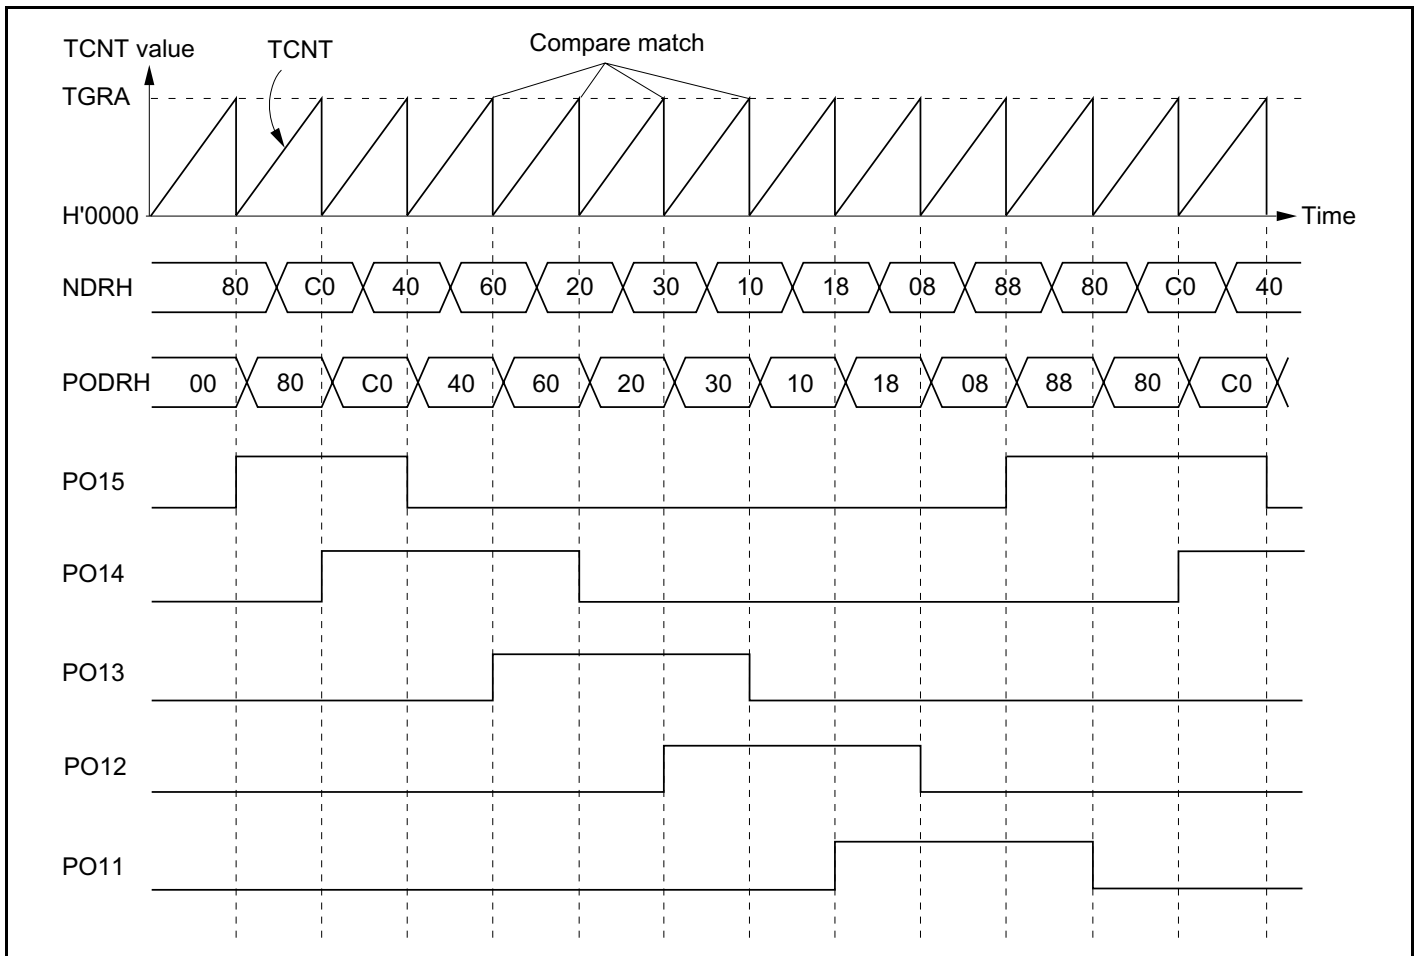 TCNT value
TCNT
Compare match
TGRA
H'0000
Time
NDRH 80 C0 40 60 20 30 10 18 08 88 80 C0 40
PODRH 00 80 C0 40 60 20 30 10 18 08 88 80 C0
PO15
PO14
PO13
PO12
PO11